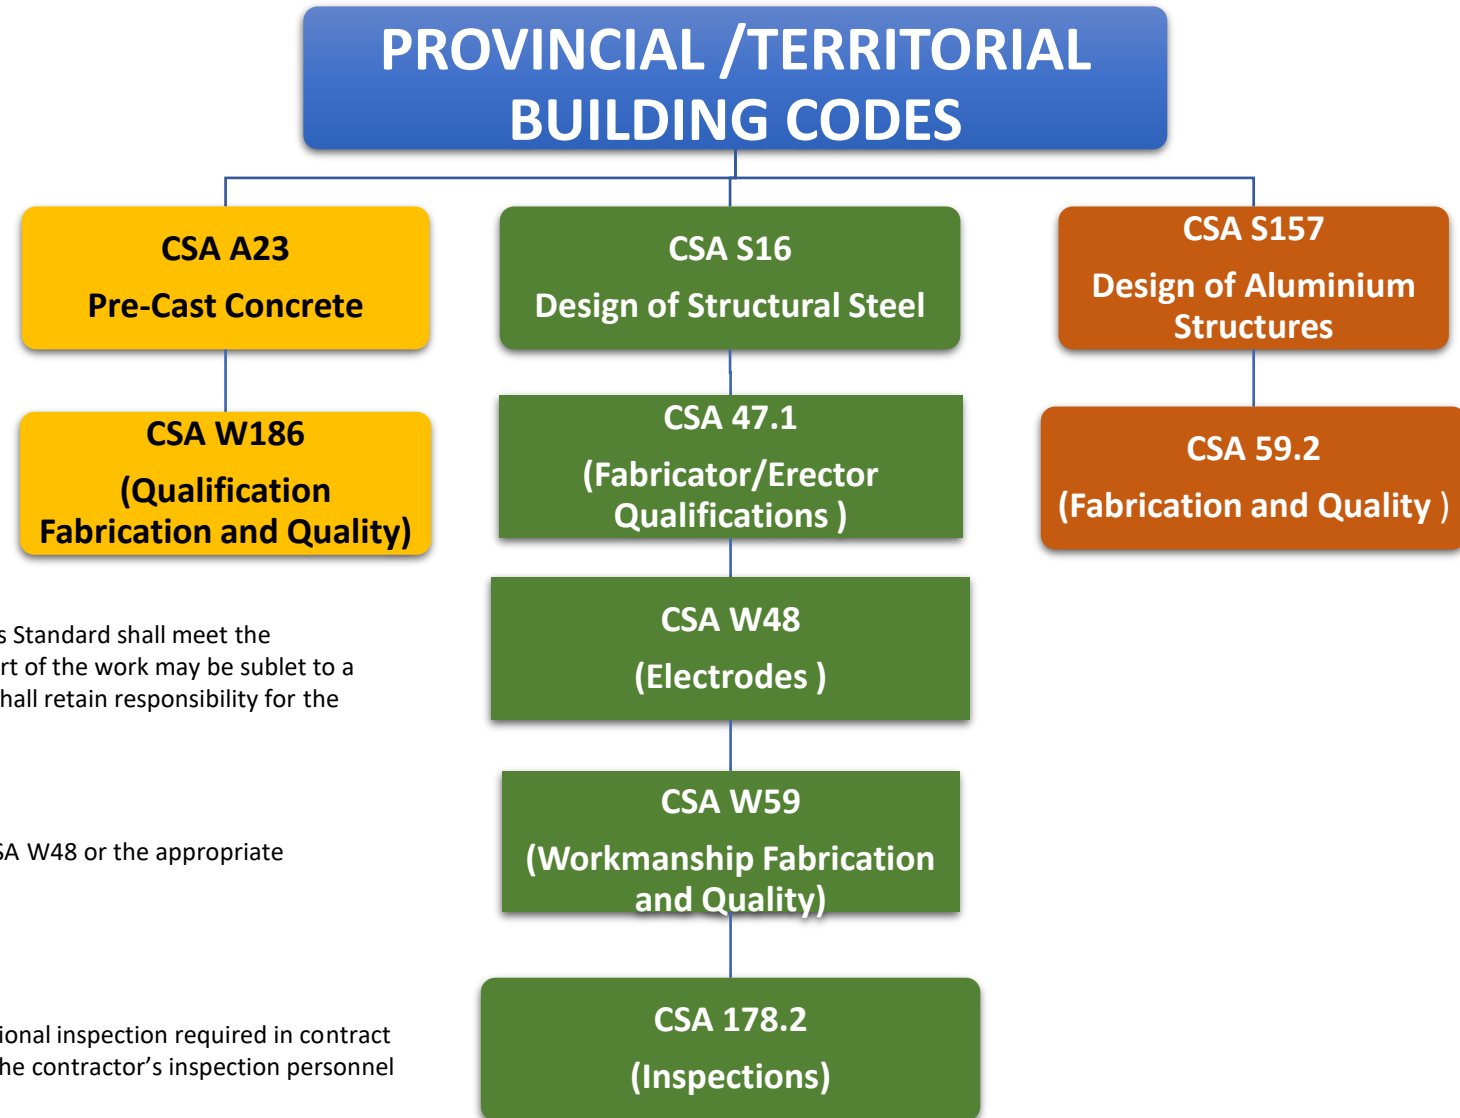 PROVINCIAL /TERRITORIAL
BUILDING CODES
CSA A23
Pre-Cast Concrete
CSA S16
Design of Structural Steel
CSA S157
Design of Aluminium
Structures
CSA W186
(Qualification
Fabrication and Quality)
CSA 47.1
(Fabricator/Erector
Qualifications )
CSA 59.2
(Fabrication and Quality )
s Standard shall meet the
rt of the work may be sublet to a
hall retain responsibility for the
CSA W48
(Electrodes )
SA W48 or the appropriate
CSA W59
(Workmanship Fabrication
and Quality)
ional inspection required in contract
he contractor’s inspection personnel
CSA 178.2
(Inspections)